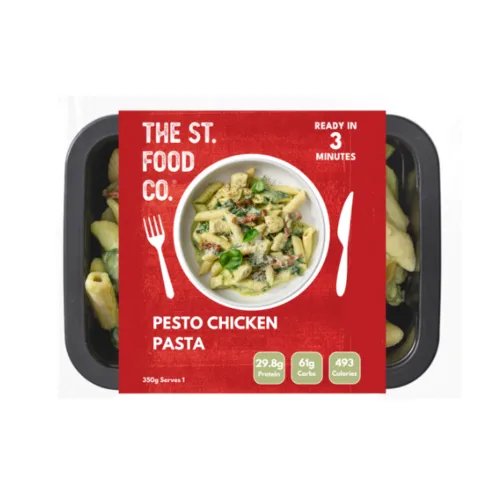 THE ST.
FOOD
CO.
READY IN
3
MINUTES
PESTO CHICKEN
PASTA
29.8g
Protein
61g
Carbs
493
Calories
350g Serves 1